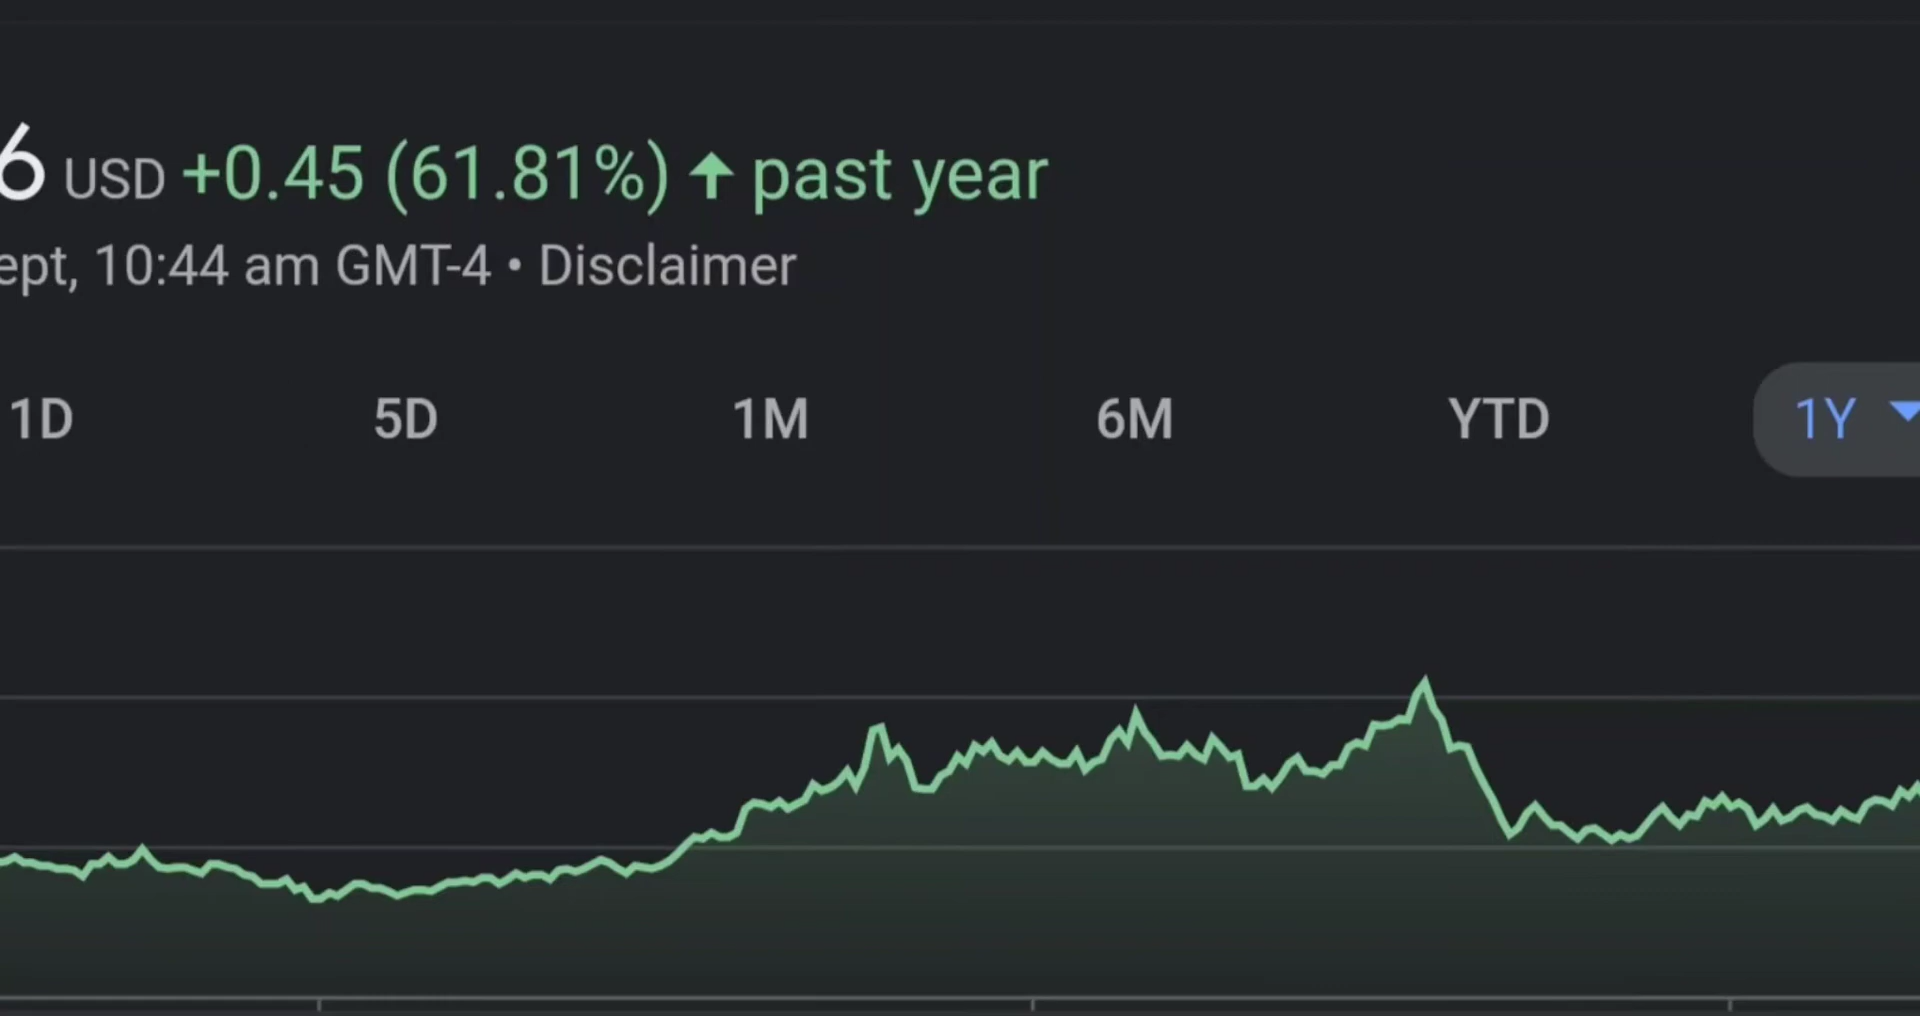 6 USD +0.45 (61.81%) ↑ past year
ept, 10:44 am GMT-4 • Disclaimer
1D 5D 1M 6M YTD 1Y